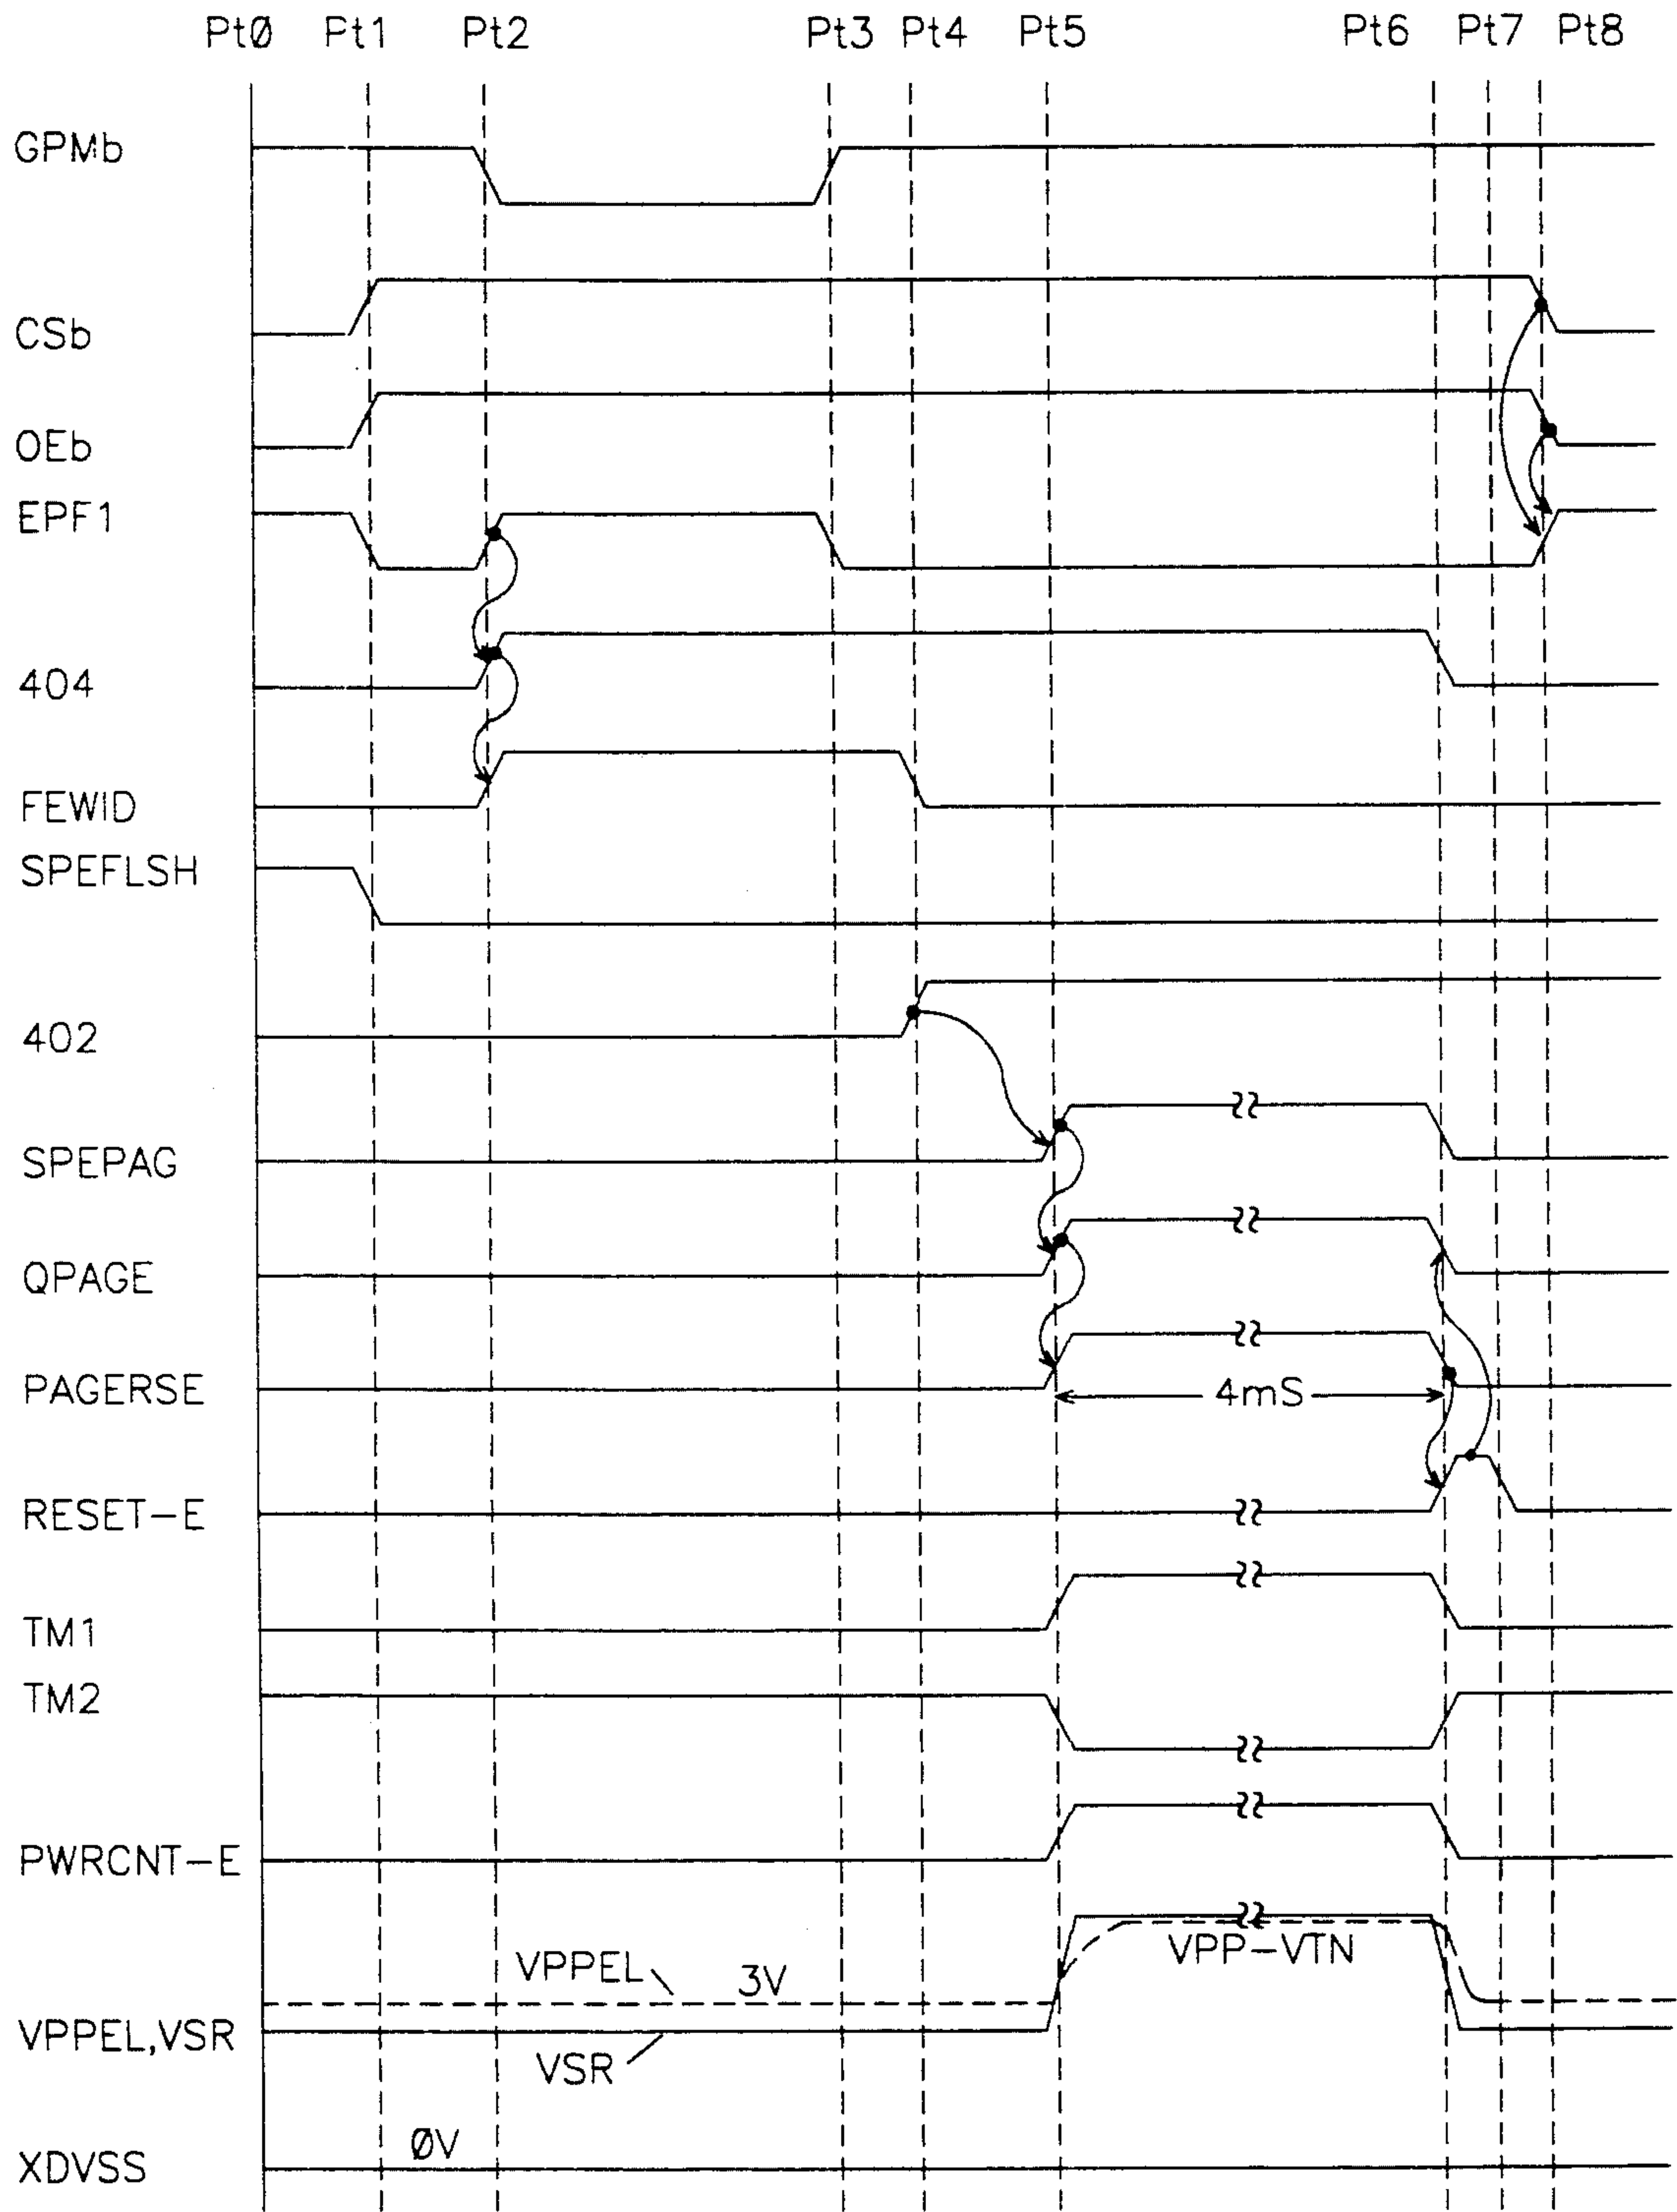 PtØ Pt1 Pt2 Pt3 Pt4 Pt5 Pt6 Pt7 Pt8
GPMb
CSb
OEb
EPF1
404
FEWID
SPEFLSH
402
SPEPAG
QPAGE
PAGERSE
4mS
RESET-E
TM1
TM2
PWRCNT-E
VPP-VTN
VPPEL
3V
VPPEL,VSR
VSR
ØV
XDVSS